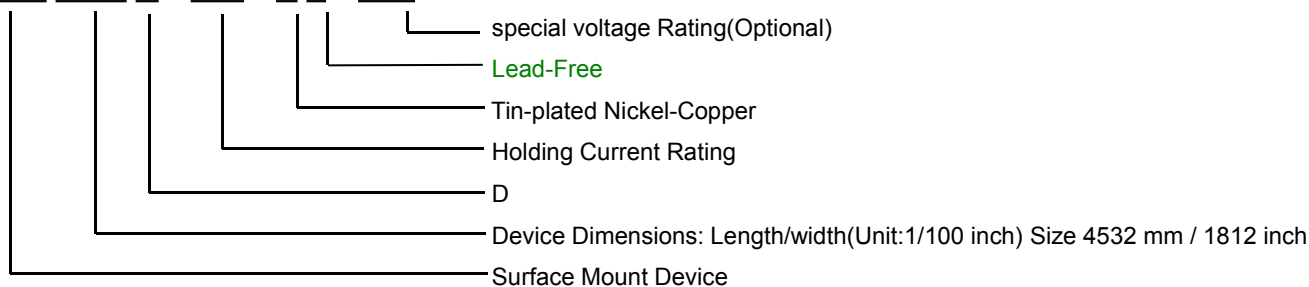 special voltage Rating(Optional)
Lead-Free
Tin-plated Nickel-Copper
Holding Current Rating
D
Device Dimensions: Length/width(Unit:1/100 inch) Size 4532 mm / 1812 inch
Surface Mount Device